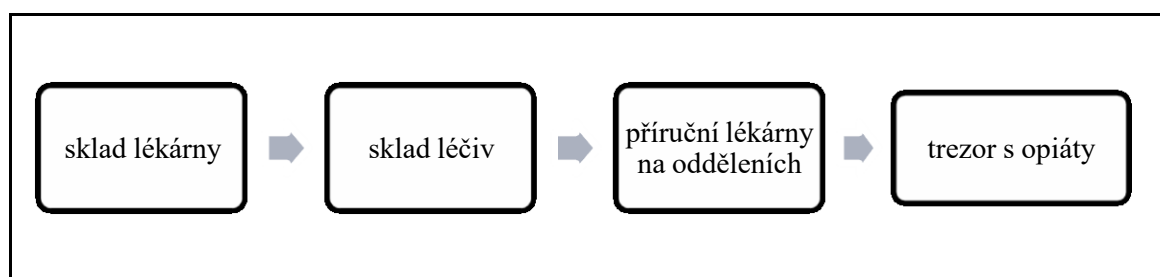 sklad lékárny
sklad léčiv
příruční lékárny
na odděleních
trezor s opiáty